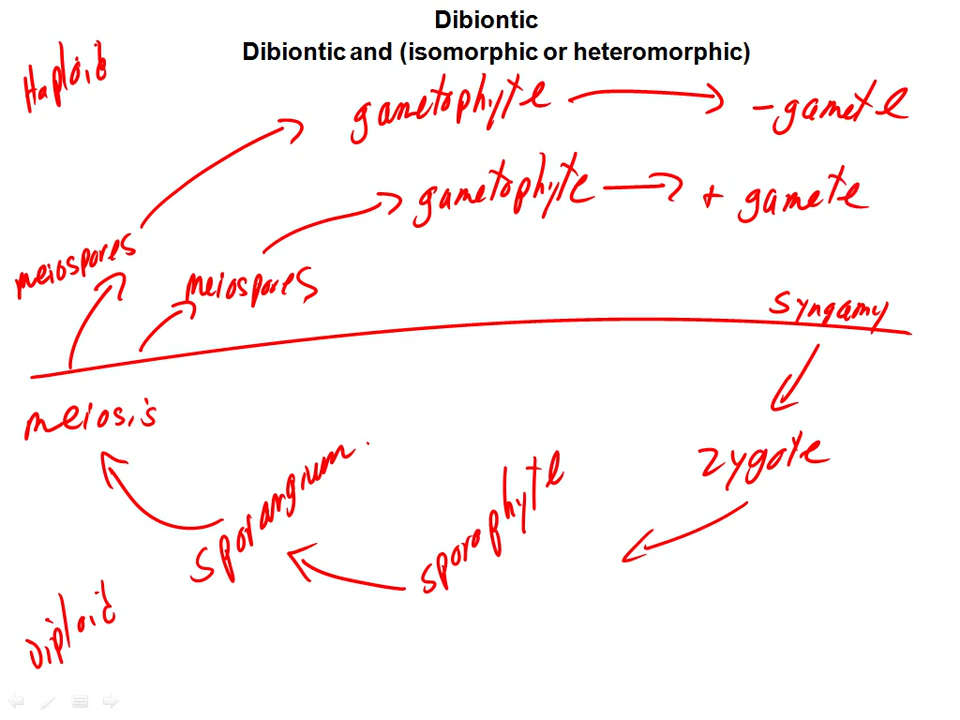 Dibiontic
Dibiontic and (isomorphic or heteromorphic)
Haploid
gametophyte
-gamete
gametophyte
+ gamete
meiospores
meiospores
Syngamy
meiosis
zygote
sporangium
sporophyte
Diploid